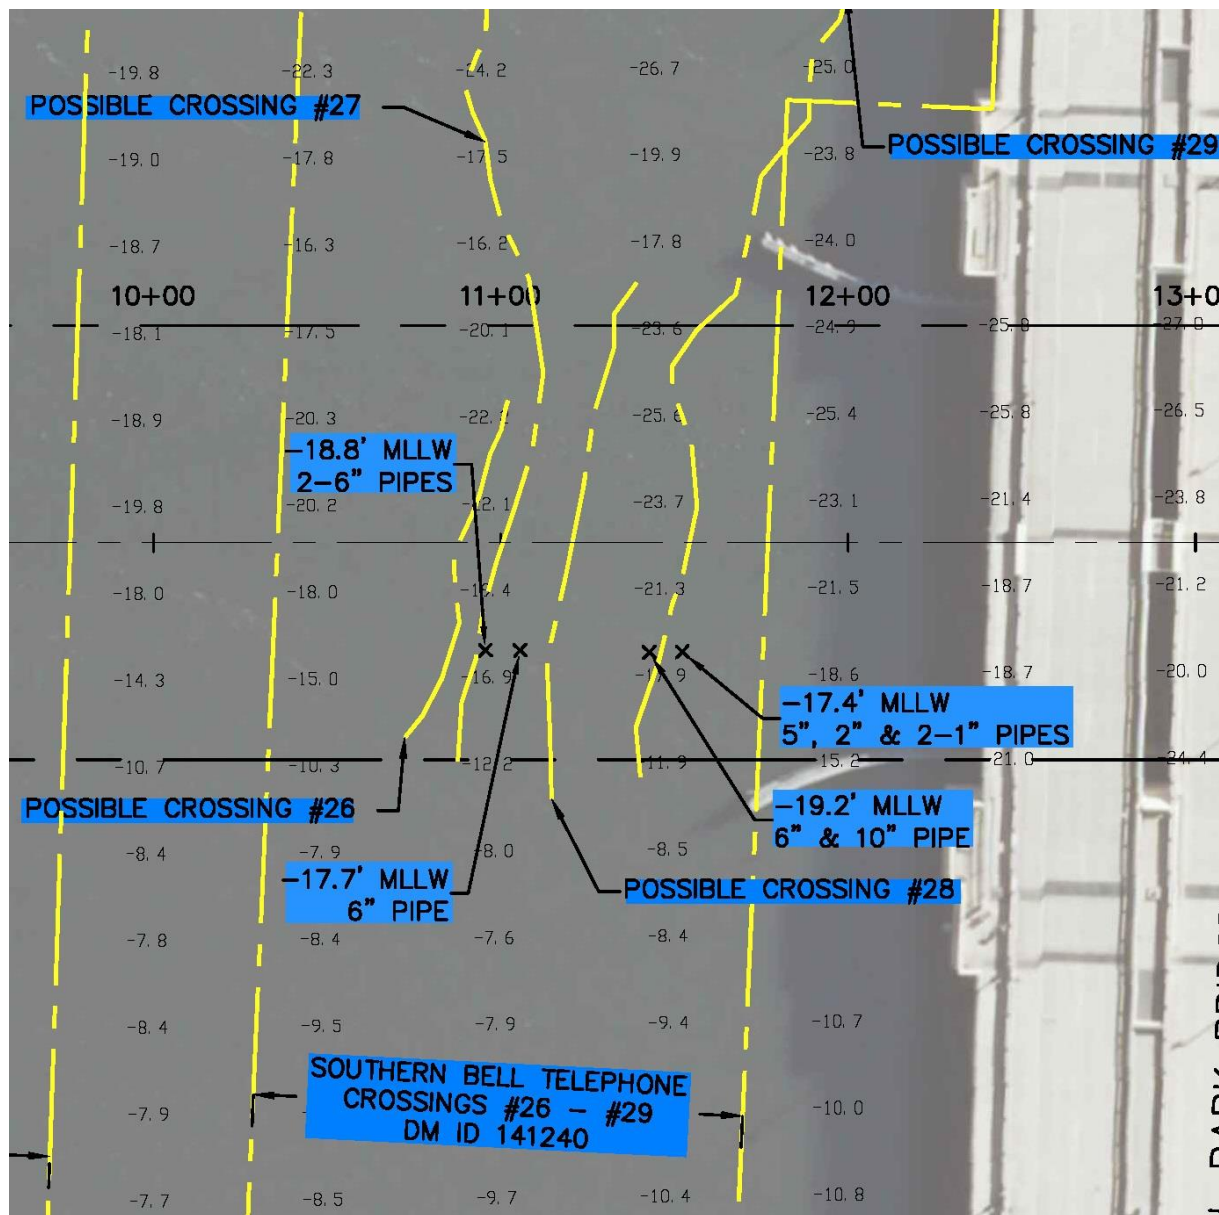 -19.8 -22.3 -24.2 -26.7 -25.0
POSSIBLE CROSSING #27
POSSIBLE CROSSING #29
-19.0 -17.8 -17.5 -19.9 -23.8
-18.7 -16.3 -16.2 -17.8 -24.0
10+00 11+00 12+00
-18.1 -17.5 -20.1 -23.6 -24.9 -25.8 -27.0
-18.9 -20.3 -25.6 -25.4 -25.8 -26.5
-18.8' MLLW
2-6" PIPES
-19.8 -20.2 -23.7 -23.1 -21.4 -23.8
-18.0 -18.0 -21.3 -21.5 -18.7 -21.2
-14.3 -15.0 -16.9 -17.9 -18.6 -18.7 -20.0
-17.4' MLLW
5", 2" & 2-1" PIPES
-10.7 -10.3 -12.2 -11.9 -15.2 -21.0 -24.4
POSSIBLE CROSSING #26
-19.2' MLLW
6" & 10" PIPE
-8.4 -7.9 -8.0 -8.5
-17.7' MLLW
6" PIPE
POSSIBLE CROSSING #28
-7.8 -8.4 -7.6 -8.4
-8.4 -9.5 -7.9 -9.4 -10.7
SOUTHERN BELL TELEPHONE
CROSSINGS #26 - #29
DM ID 141240
-7.9 -10.0
-7.7 -8.5 -9.7 -10.4 -10.8